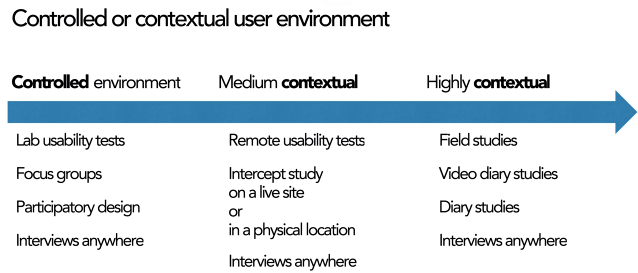 Controlled or contextual user environment
Controlled environment
Medium contextual
Highly contextual
Lab usability tests
Focus groups
Participatory design
Interviews anywhere
Remote usability tests
Intercept study
on a live site
or
in a physical location
Interviews anywhere
Field studies
Video diary studies
Diary studies
Interviews anywhere